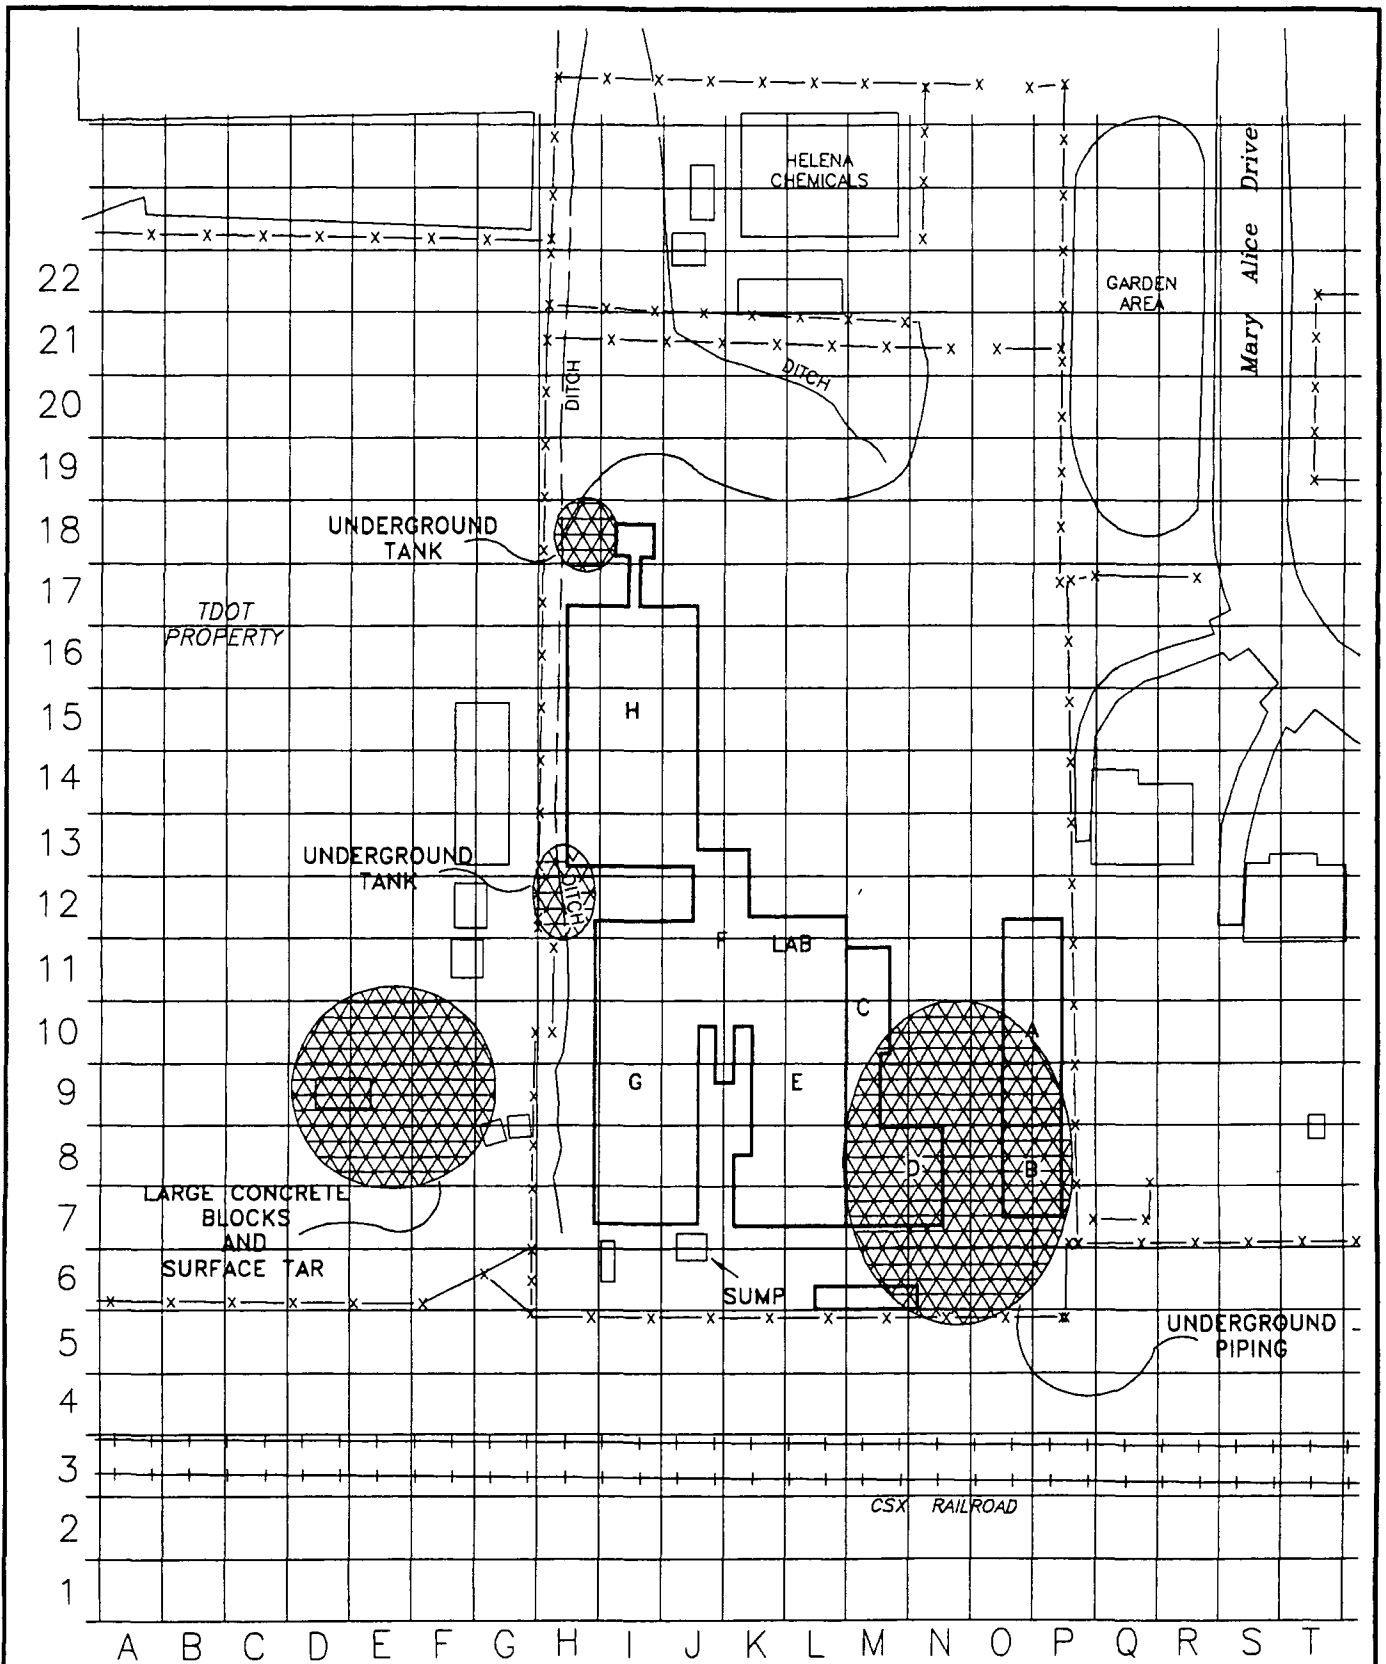 HELENA
CHEMICALS
Mary Alice Drive
22
GARDEN
AREA
21
DITCH
DITCH
20
19
18
UNDERGROUND
TANK
17
TDOT
PROPERTY
16
15
H
14
13
UNDERGROUND
TANK
DITCH
12
F
LAB
11
C
10
A
G
E
9
8
D
B
LARGE CONCRETE
BLOCKS
AND
SURFACE TAR
7
6
SUMP
UNDERGROUND
PIPING
5
4
3
CSX RAILROAD
2
1
A B C D E F G H I J K L M N O P Q R S T